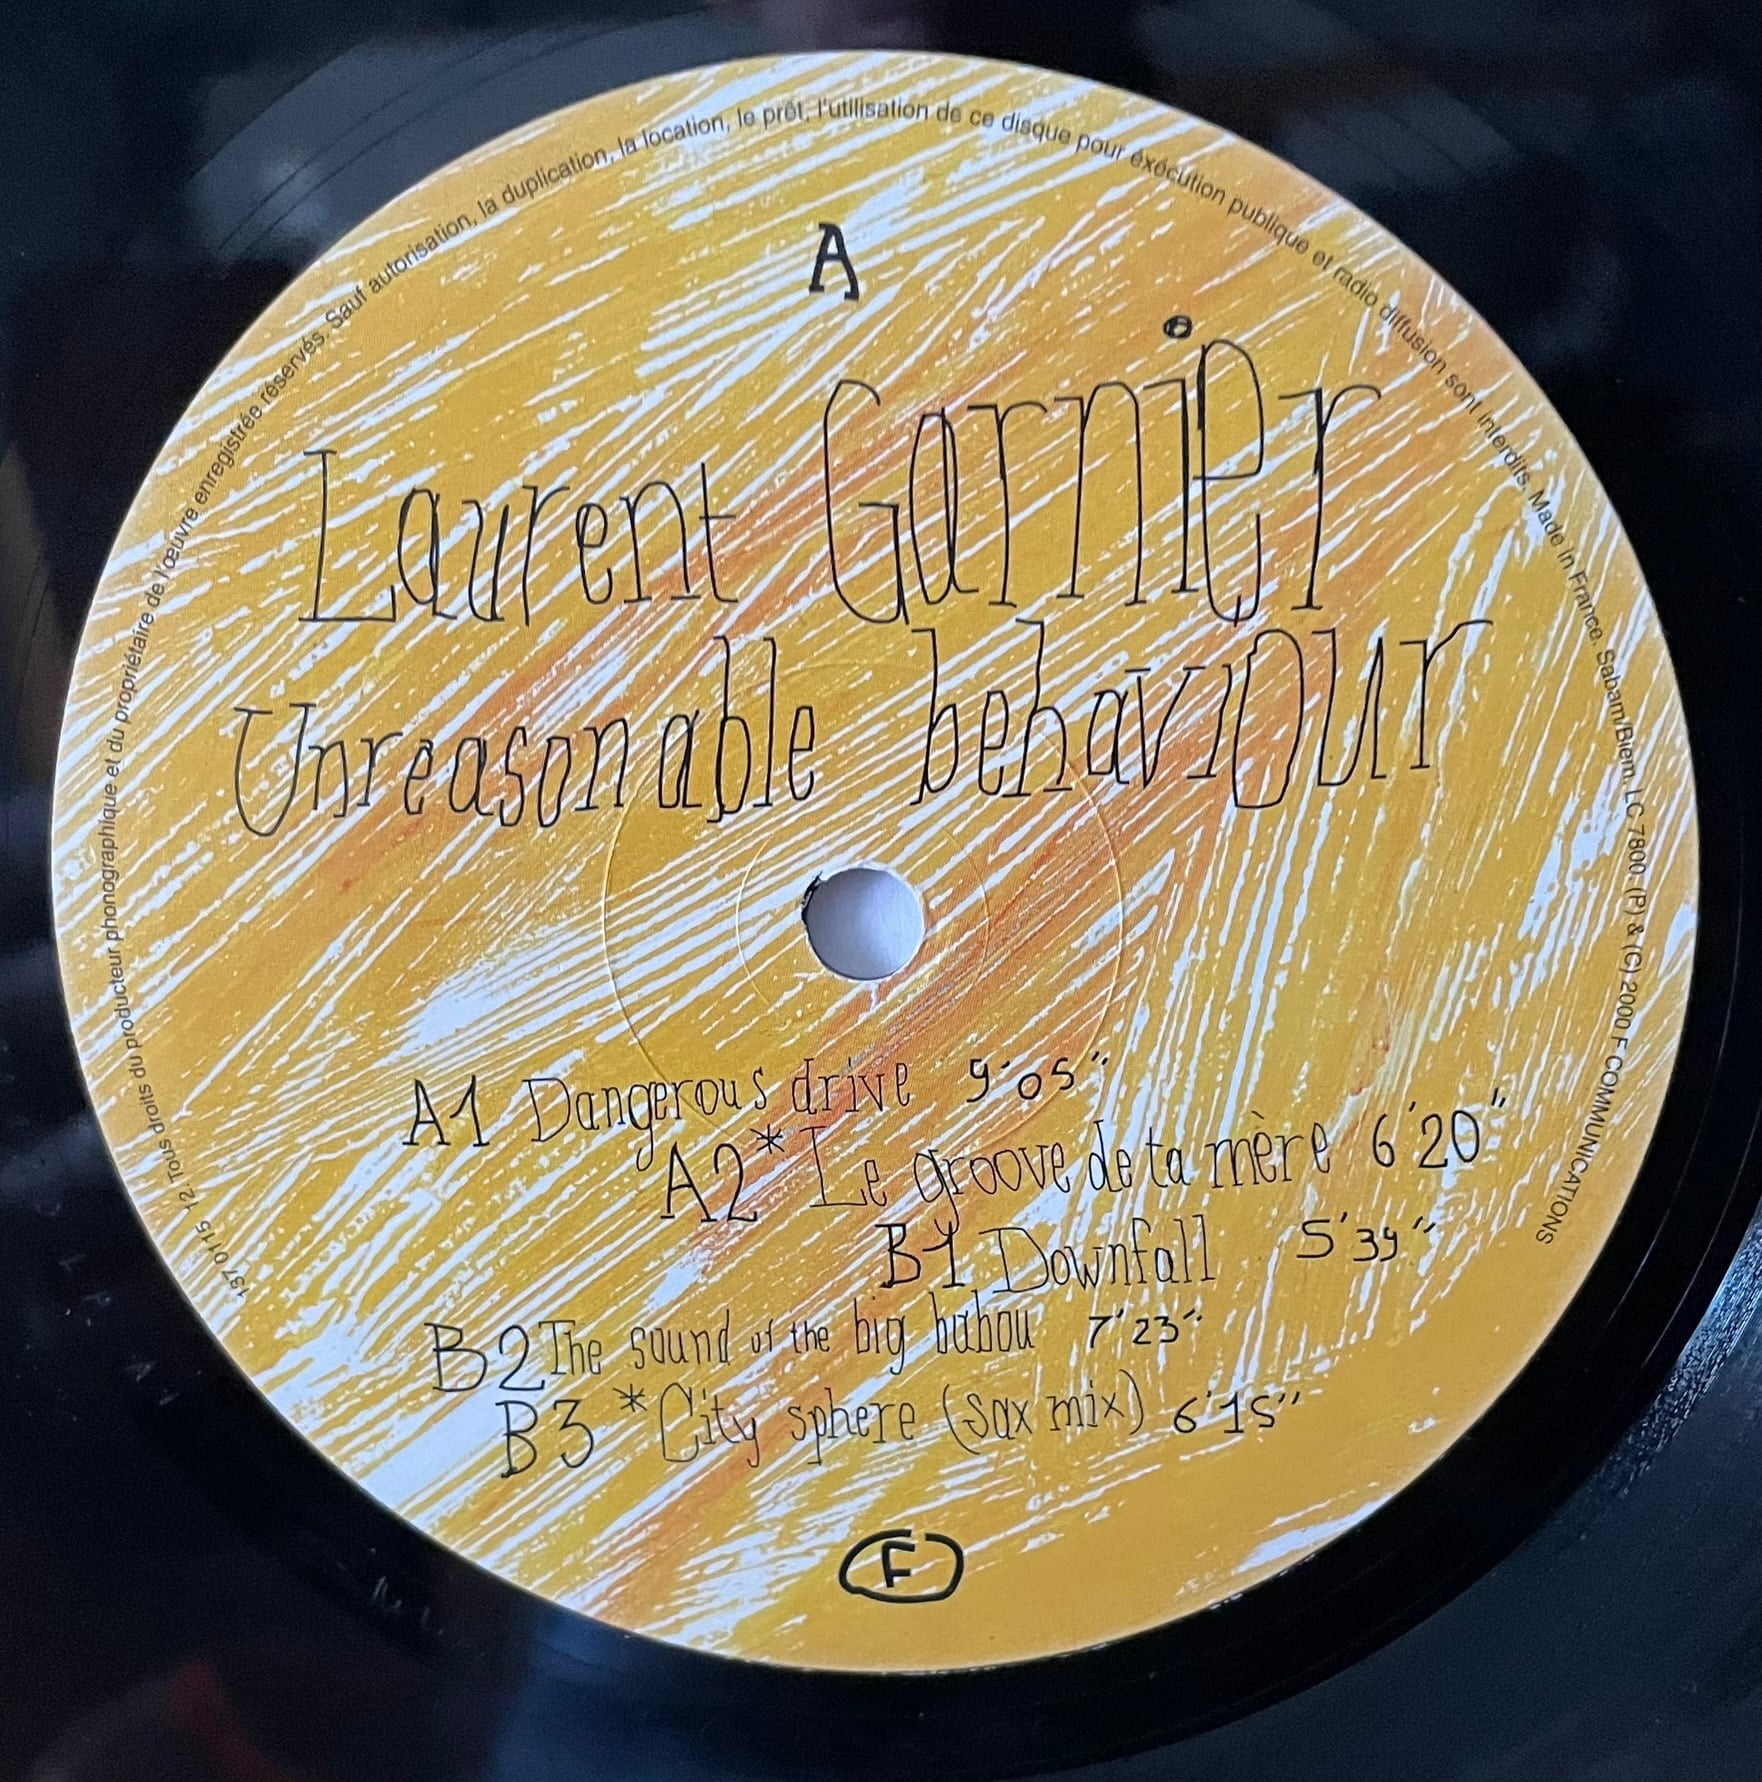 A
Laurent Garnier
Unreasonable behaviour
A1 Dangerous drive 9'05"
A2* Le groove de ta mère 6'20"
B1 Downfall 5'39"
B2 The sound of the big babou 7'23"
B3 *City sphere (sax mix) 6'15"
F
137 0115 12. Tous droits du producteur phonographique et du propriétaire de l'œuvre enregistrée réservés. Sauf autorisation, la duplication, la location, le prêt, l'utilisation de ce disque pour éxécution publique et radio diffusion sont interdits. Made in France. Sabam/Biem. LC 7800. (P) & (C) 2000 F COMMUNICATIONS